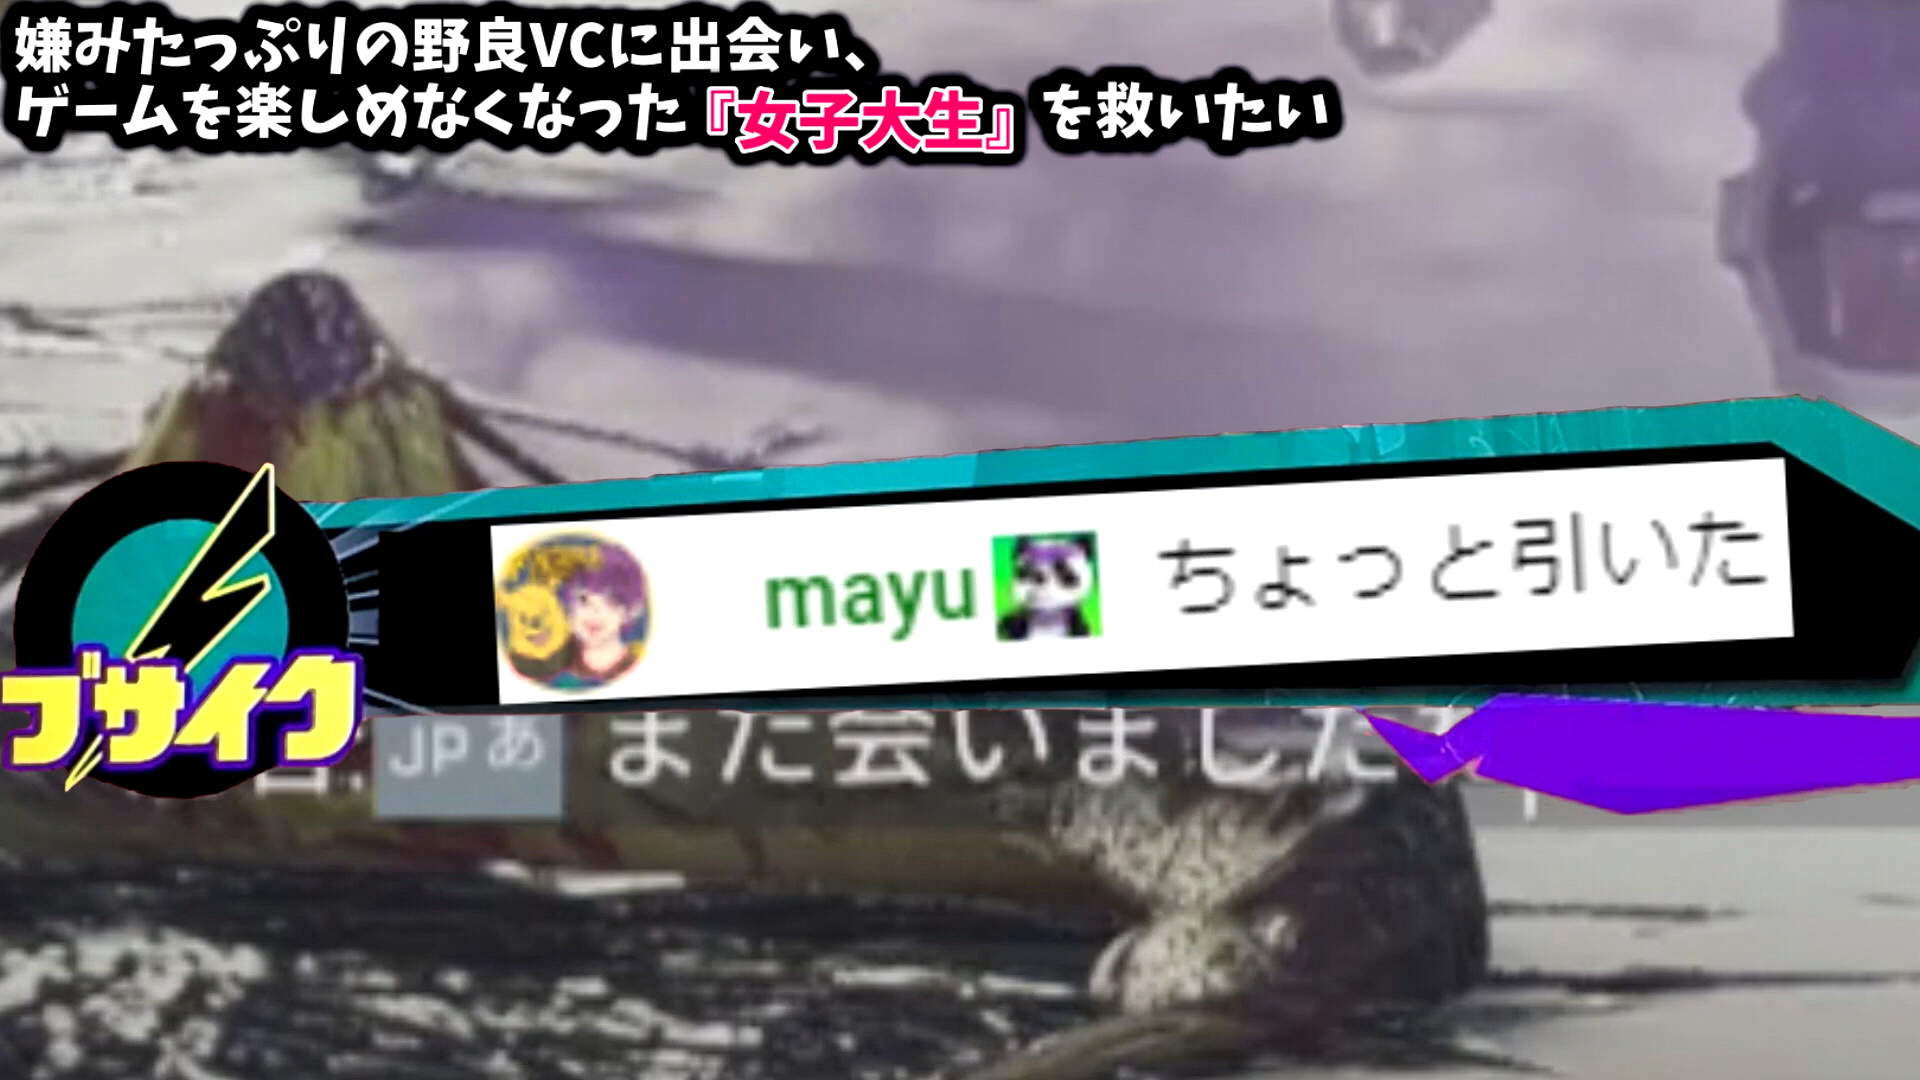 嫌みたっぷりの野良VCに出会い、
ゲームを楽しめなくなった『女子大生』を救いたい
mayu ちょっと引いた
ブサイク
JP あ また会いました